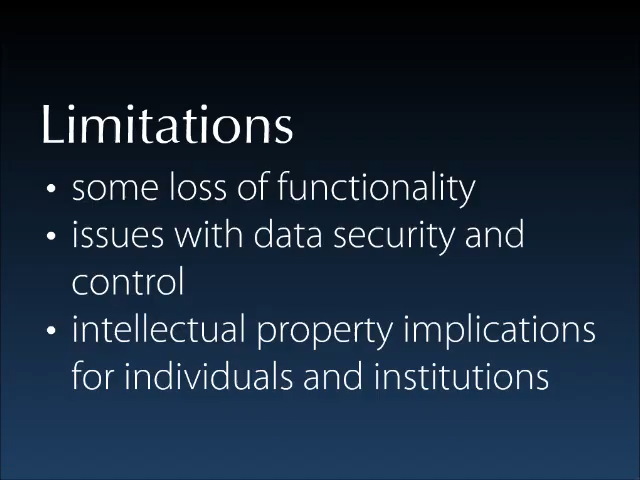 Limitations
• some loss of functionality
• issues with data security and
control
• intellectual property implications
for individuals and institutions